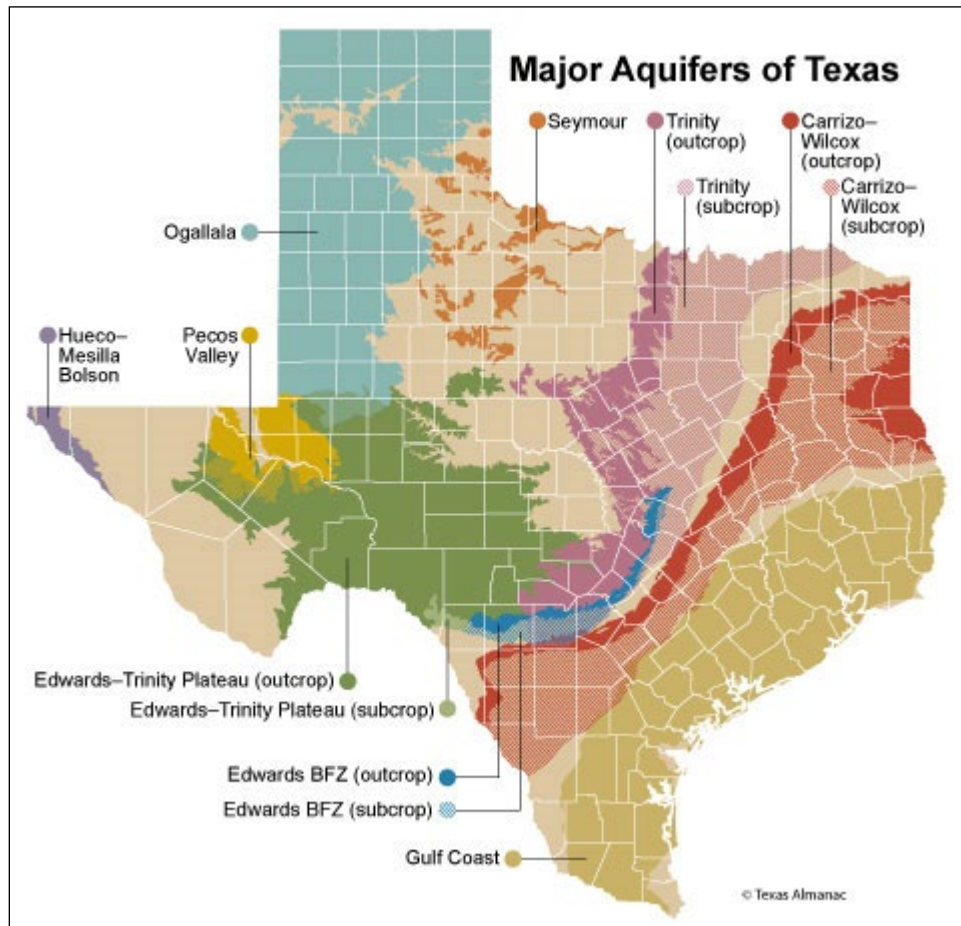 Major Aquifers of Texas
Seymour
Trinity
(outcrop)
Carrizo–
Wilcox
(outcrop)
Trinity
(subcrop)
Carrizo–
Wilcox
(subcrop)
Ogallala
Hueco–
Mesilla
Bolson
Pecos
Valley
Edwards–Trinity Plateau (outcrop)
Edwards–Trinity Plateau (subcrop)
Edwards BFZ (outcrop)
Edwards BFZ (subcrop)
Gulf Coast
© Texas Almanac